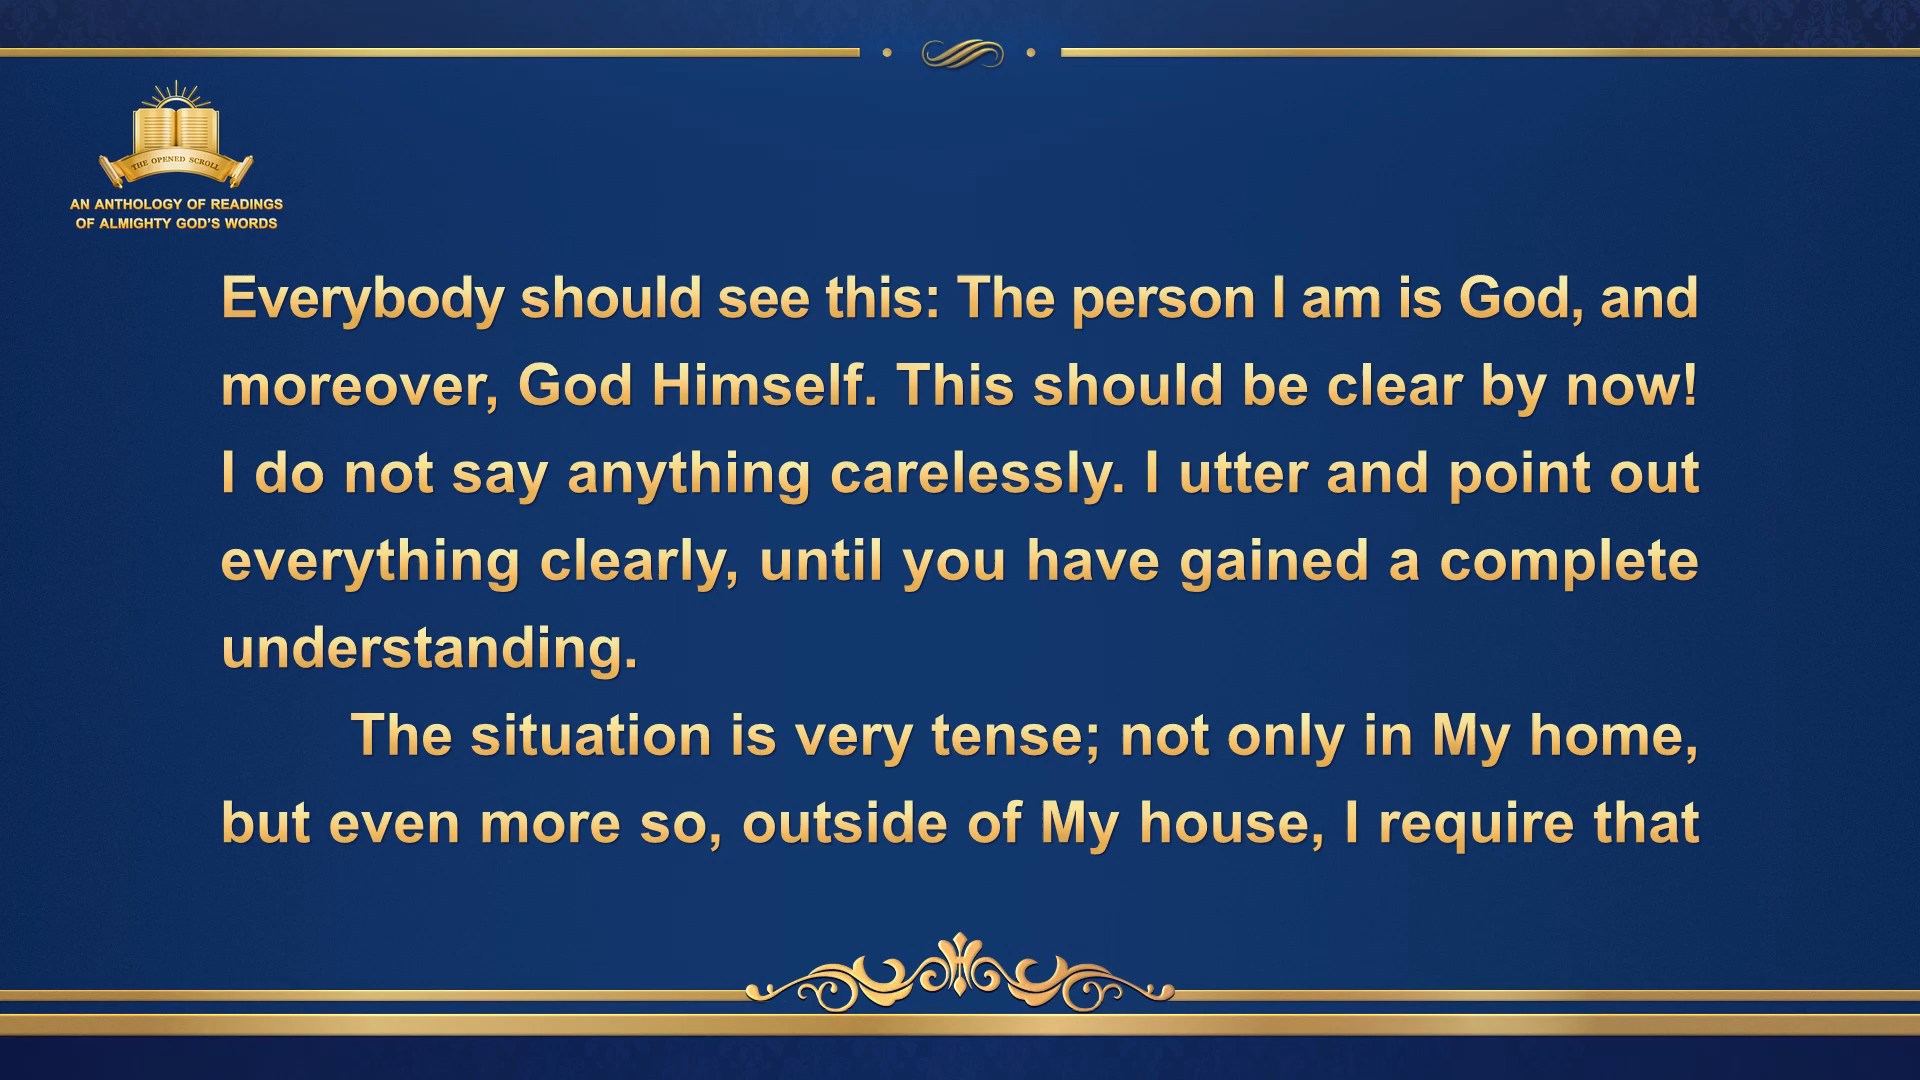 THE OPENED SCROLL
AN ANTHOLOGY OF READINGS
OF ALMIGHTY GOD'S WORDS
Everybody should see this: The person I am is God, and
moreover, God Himself. This should be clear by now!
I do not say anything carelessly. I utter and point out
everything clearly, until you have gained a complete
understanding.
The situation is very tense; not only in My home,
but even more so, outside of My house, I require that